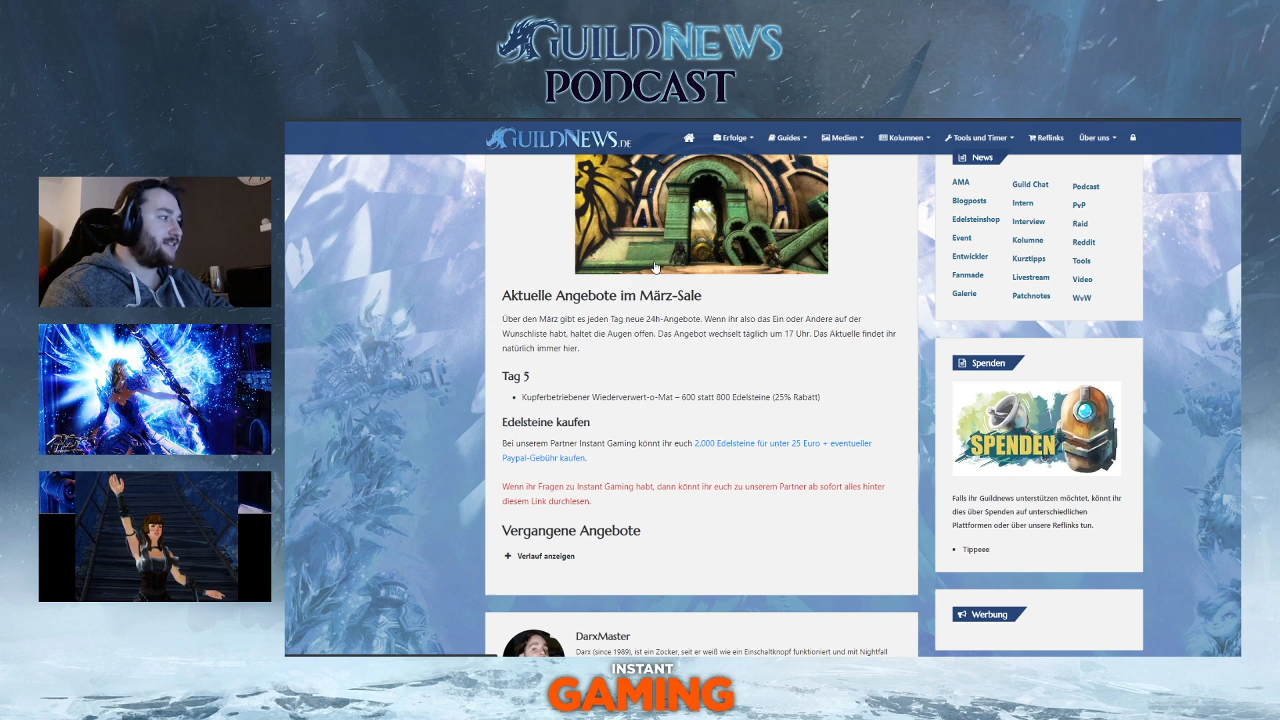 GUILDNEWS
PODCAST
GUILDNEWS.DE
Erfolge
Guides
Medien
Kolumnen
Tools und Timer
Reflinks
Über uns
Aktuelle Angebote im März-Sale
Über den März gibt es jeden Tag neue 24h-Angebote. Wenn ihr also das Ein oder Andere auf der
Wunschliste habt, haltet die Augen offen. Das Angebot wechselt täglich um 17 Uhr. Das Aktuelle findet ihr
natürlich immer hier.
Tag 5
Kupferbetriebener Wiederverwert-o-Mat – 600 statt 800 Edelsteine (25% Rabatt)
Edelsteine kaufen
Bei unserem Partner Instant Gaming könnt ihr euch 2.000 Edelsteine für unter 25 Euro + eventueller
Paypal-Gebühr kaufen.
Wenn ihr Fragen zu Instant Gaming habt, dann könnt ihr euch zu unserem Partner ab sofort alles hinter
diesem Link durchlesen.
Vergangene Angebote
+ Verlauf anzeigen
DarxMaster
Darx (since 1989), ist ein Zocker, seit er weiß wie ein Einschaltknopf funktioniert und mit Nightfall
News
AMA
Blogposts
Edelsteinshop
Event
Entwickler
Fanmade
Galerie
Guild Chat
Intern
Interview
Kolumne
Kurztipps
Livestream
Patchnotes
Podcast
PvP
Raid
Reddit
Tools
Video
WvW
Spenden
SPENDEN
Falls ihr Guildnews unterstützen möchtet, könnt ihr
dies über Spenden auf unterschiedlichen
Plattformen oder über unsere Reflinks tun.
Tippeee
Werbung
INSTANT
GAMING